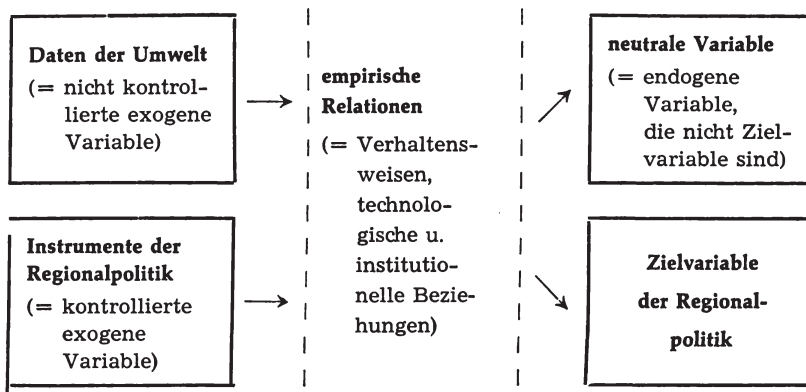 Daten der Umwelt
(= nicht kontrol-
lierte exogene
Variable)
Instrumente der
Regionalpolitik
(= kontrollierte
exogene
Variable)
empirische
Relationen
(= Verhaltens-
weisen,
technolo-
gische u.
institutio-
nelle Bezie-
hungen)
neutrale Variable
(= endogene
Variable,
die nicht Ziel-
variable sind)
Zielvariable
der Regional-
politik